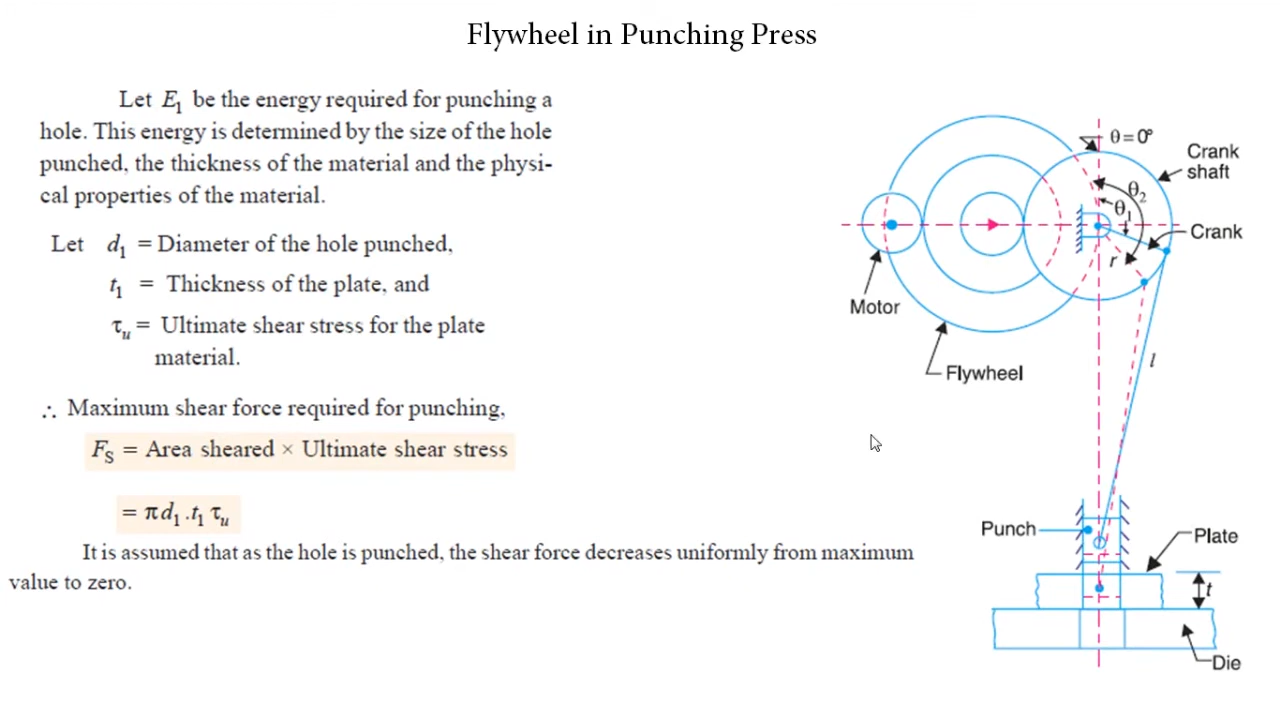 Flywheel in Punching Press
Let E₁ be the energy required for punching a
hole. This energy is determined by the size of the hole
punched, the thickness of the material and the physi-
cal properties of the material.
Let d₁ = Diameter of the hole punched,
t₁ = Thickness of the plate, and
τᵤ = Ultimate shear stress for the plate
material.
∴ Maximum shear force required for punching,
F_S = Area sheared × Ultimate shear stress
= πd₁.t₁ τᵤ
It is assumed that as the hole is punched, the shear force decreases uniformly from maximum
value to zero.
θ=0°
Crank
shaft
θ₂
θ₁
Crank
r
Motor
Flywheel
l
Punch
Plate
t
Die